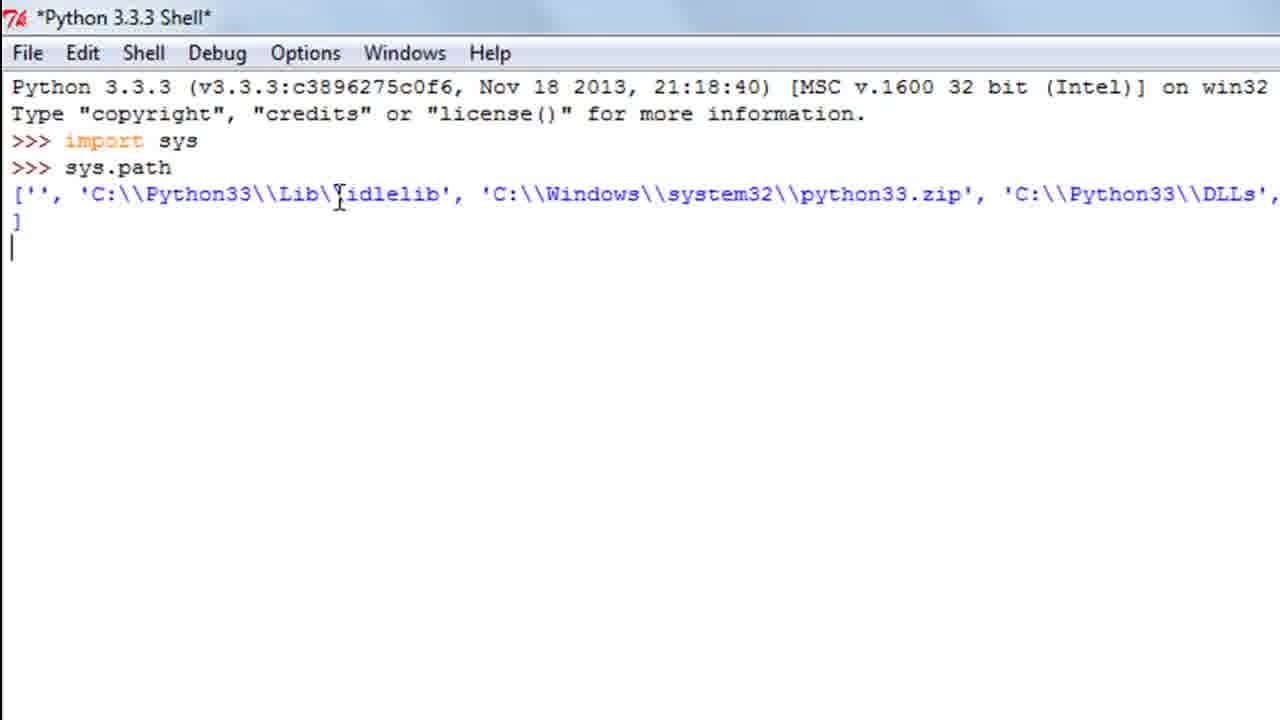 *Python 3.3.3 Shell*
File Edit Shell Debug Options Windows Help
Python 3.3.3 (v3.3.3:c3896275c0f6, Nov 18 2013, 21:18:40) [MSC v.1600 32 bit (Intel)] on win32
Type "copyright", "credits" or "license()" for more information.
>>> import sys
>>> sys.path
['', 'C:\\Python33\\Lib\\idlelib', 'C:\\Windows\\system32\\python33.zip', 'C:\\Python33\\DLLs',
]